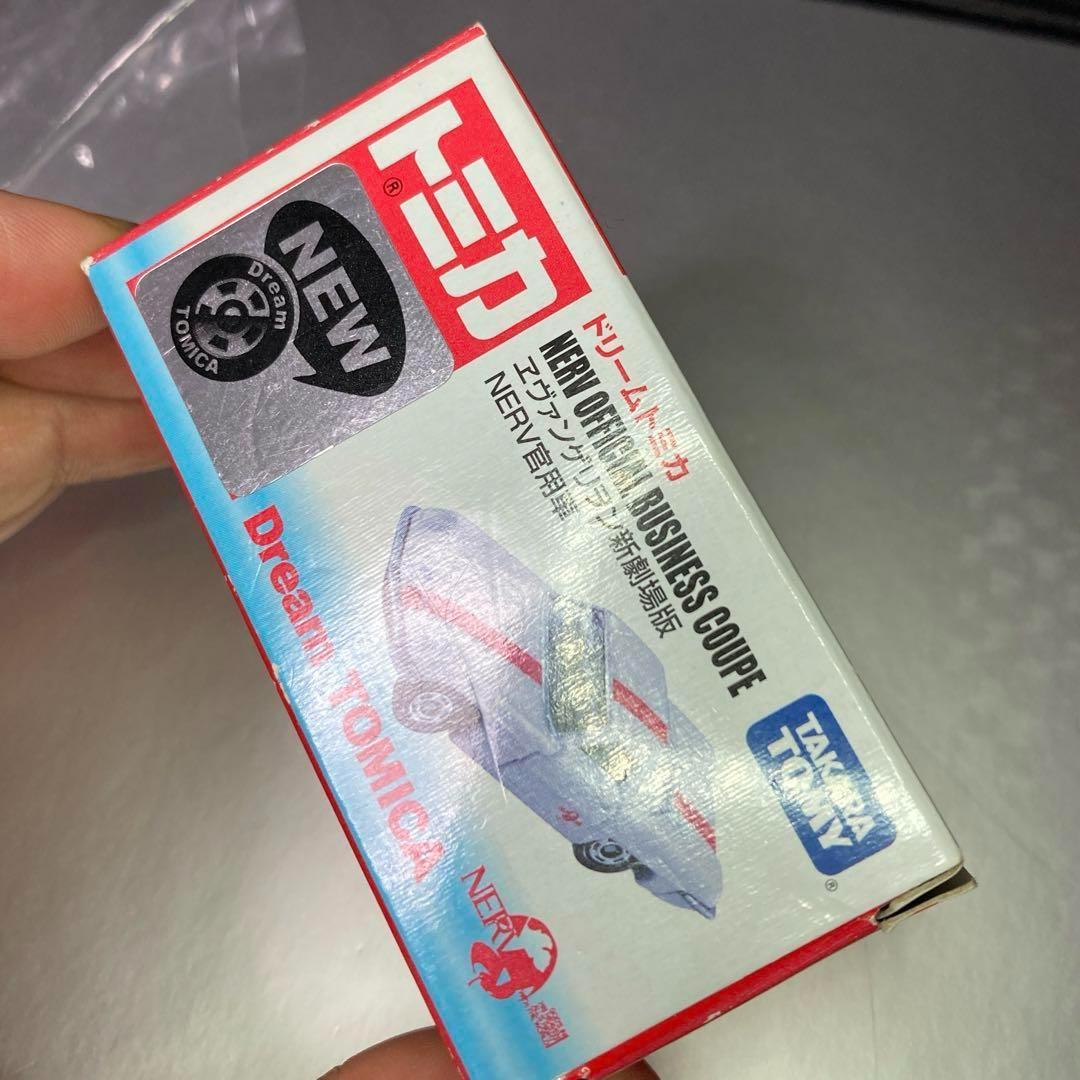 トミカ
®
NEW
Dream
TOMICA
ドリームトミカ
NERV OFFICIAL BUSINESS COUPE
ヱヴァンゲリヲン新劇場版
NERV官用車
Dream TOMICA
TAKARA
TOMY
®
NERV